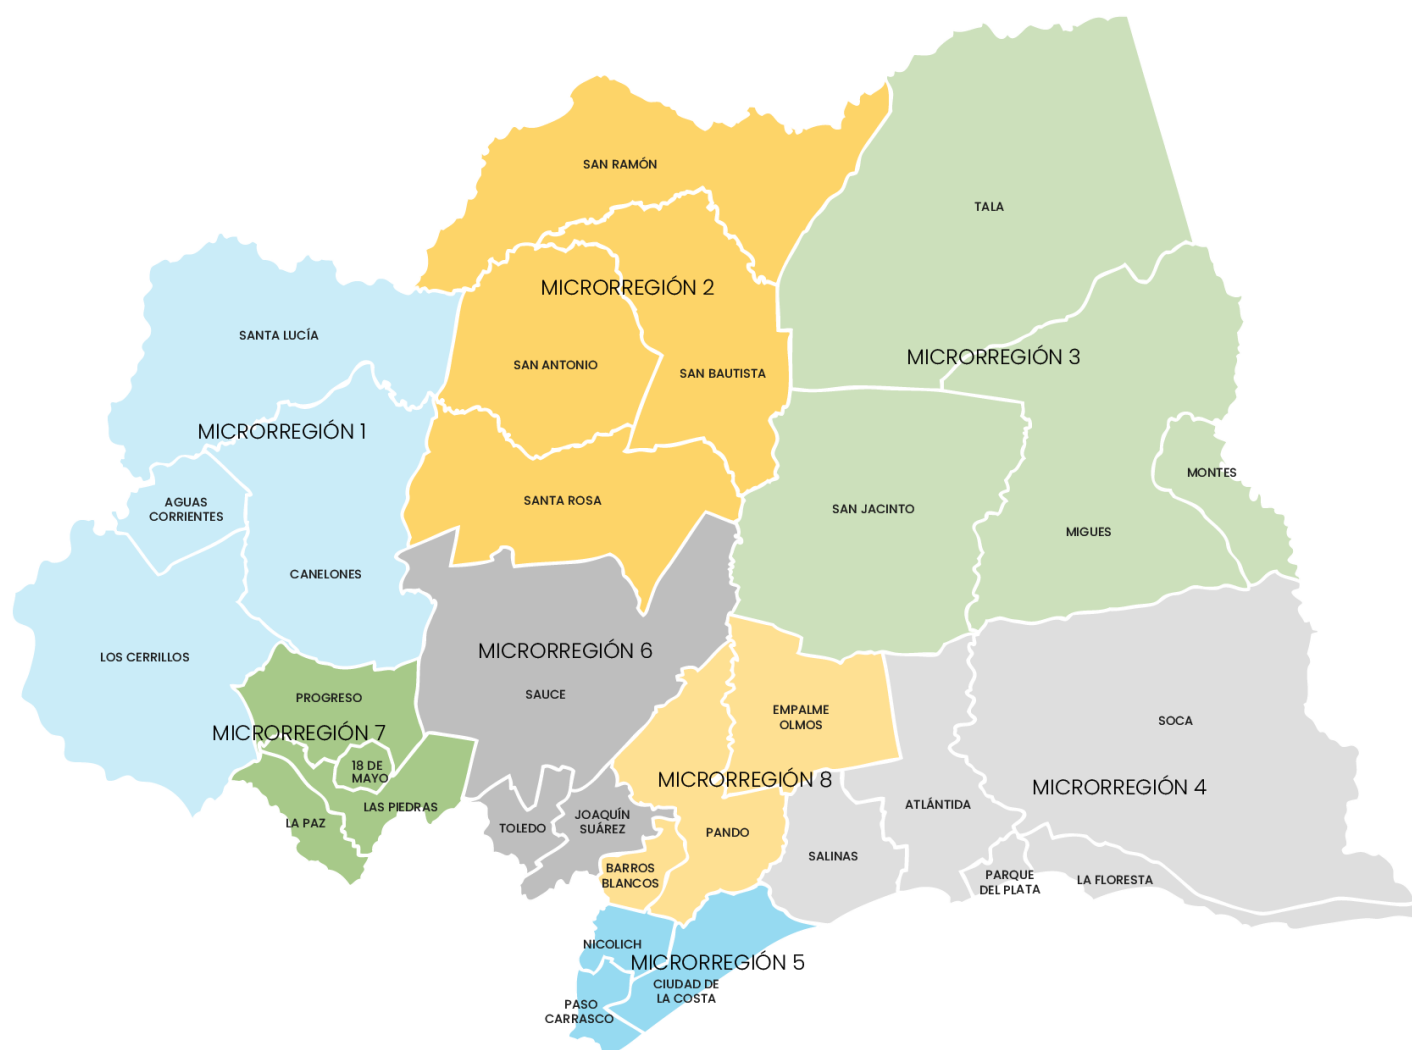 SAN RAMÓN
TALA
MICRORREGIÓN 2
SANTA LUCÍA
MICRORREGIÓN 3
SAN ANTONIO
SAN BAUTISTA
MICRORREGIÓN 1
MONTES
SANTA ROSA
AGUAS
CORRIENTES
SAN JACINTO
MIGUES
CANELONES
MICRORREGIÓN 6
LOS CERRILLOS
SAUCE
PROGRESO
EMPALME
OLMOS
SOCA
MICRORREGIÓN 7
18 DE
MAYO
MICRORREGIÓN 8
MICRORREGIÓN 4
LAS PIEDRAS
ATLÁNTIDA
LA PAZ
TOLEDO
JOAQUÍN
SUÁREZ
PANDO
SALINAS
BARROS
BLANCOS
PARQUE
DEL PLATA
LA FLORESTA
NICOLICH
MICRORREGIÓN 5
CIUDAD DE
LA COSTA
PASO
CARRASCO